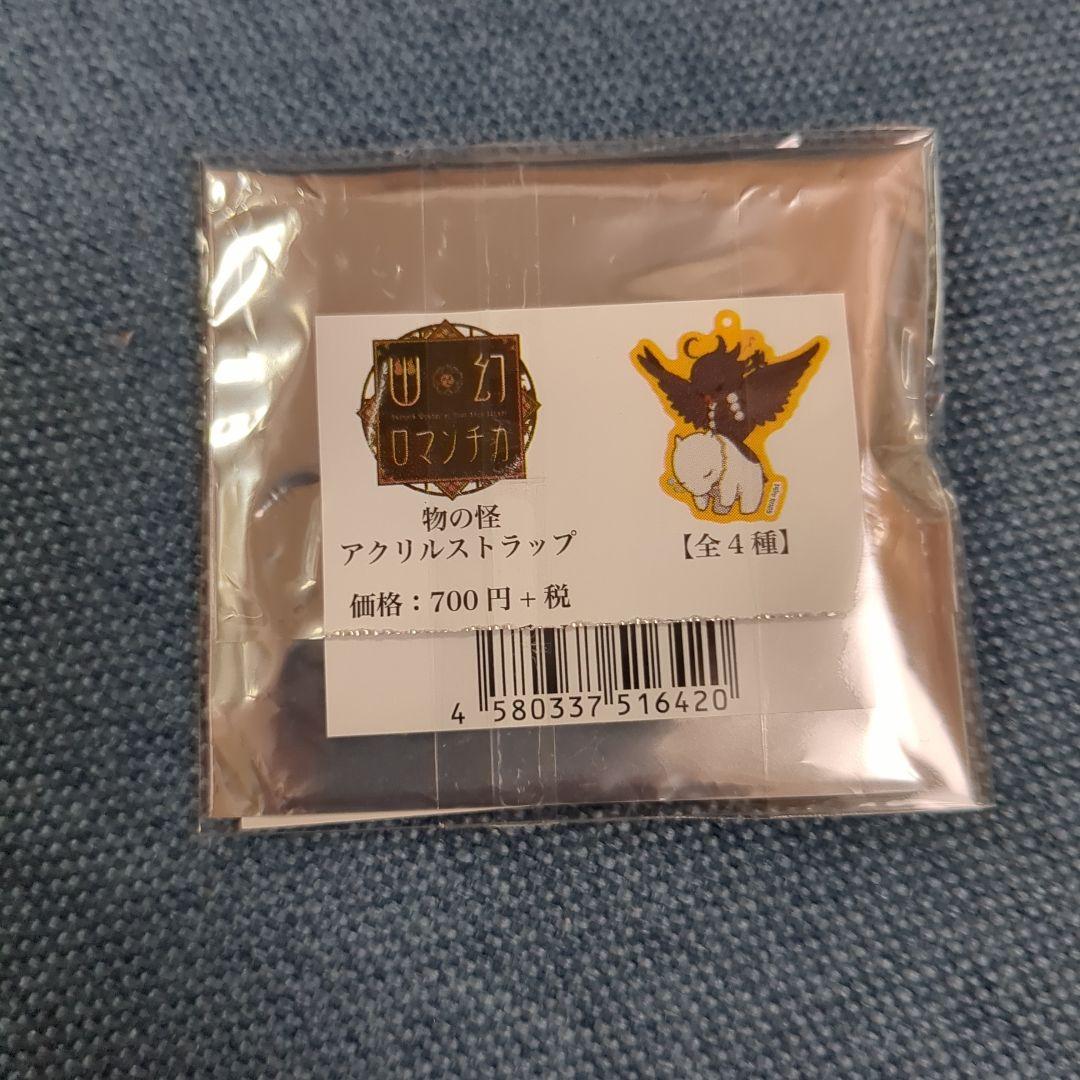 幽幻
ロマンチカ
物の怪
アクリルストラップ
【全4種】
価格：700円+税
4 580337 516420